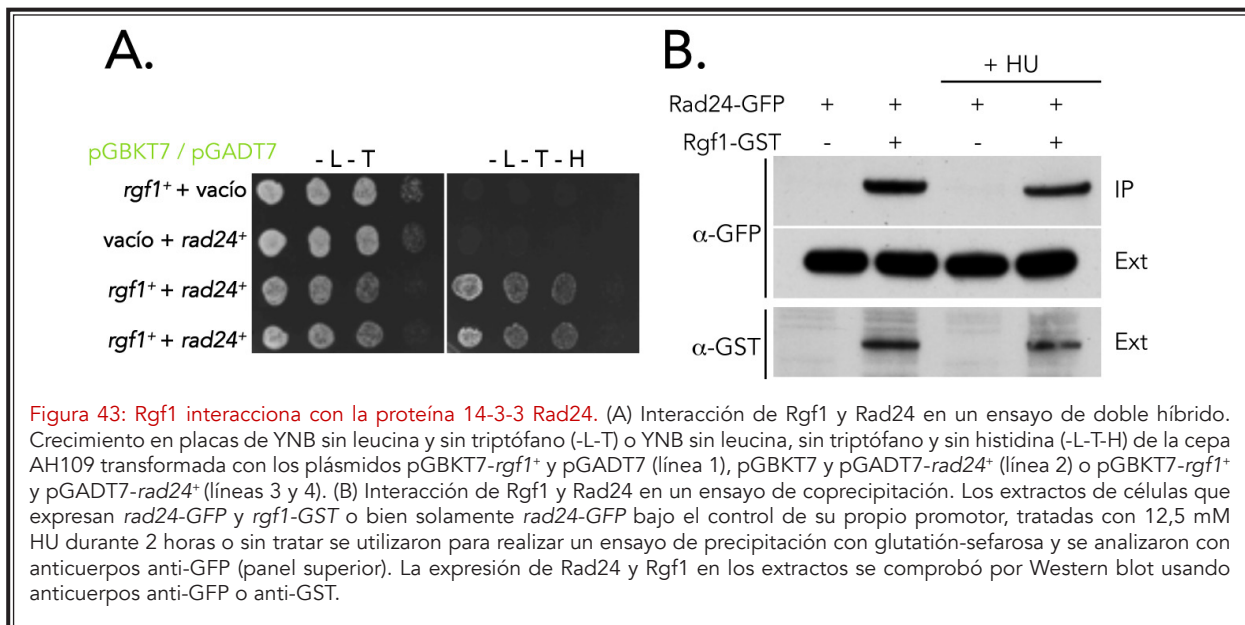 A.
B.
+ HU
Rad24-GFP + + + +
Rgf1-GST - + - +
pGBKT7 / pGADT7
- L - T
- L - T - H
rgf1+ + vacío
vacío + rad24+
rgf1+ + rad24+
rgf1+ + rad24+
α-GFP
IP
Ext
α-GST
Ext
Figura 43: Rgf1 interacciona con la proteína 14-3-3 Rad24. (A) Interacción de Rgf1 y Rad24 en un ensayo de doble híbrido.
Crecimiento en placas de YNB sin leucina y sin triptófano (-L-T) o YNB sin leucina, sin triptófano y sin histidina (-L-T-H) de la cepa
AH109 transformada con los plásmidos pGBKT7-rgf1+ y pGADT7 (línea 1), pGBKT7 y pGADT7-rad24+ (línea 2) o pGBKT7-rgf1+
y pGADT7-rad24+ (líneas 3 y 4). (B) Interacción de Rgf1 y Rad24 en un ensayo de coprecipitación. Los extractos de células que
expresan rad24-GFP y rgf1-GST o bien solamente rad24-GFP bajo el control de su propio promotor, tratadas con 12,5 mM
HU durante 2 horas o sin tratar se utilizaron para realizar un ensayo de precipitación con glutatión-sefarosa y se analizaron con
anticuerpos anti-GFP (panel superior). La expresión de Rad24 y Rgf1 en los extractos se comprobó por Western blot usando
anticuerpos anti-GFP o anti-GST.